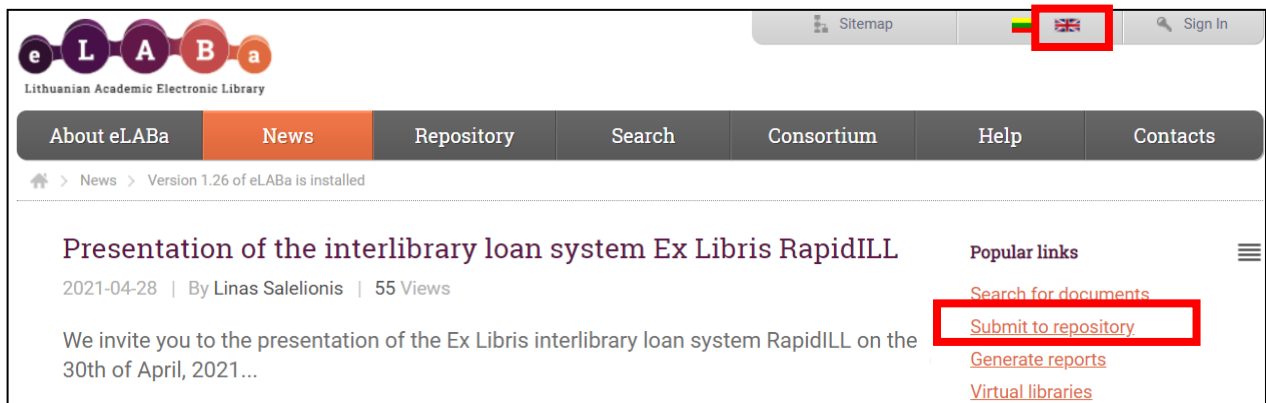 Sitemap
Sign In
e L A B a
Lithuanian Academic Electronic Library
About eLABa News Repository Search Consortium Help Contacts
> News > Version 1.26 of eLABa is installed
Presentation of the interlibrary loan system Ex Libris RapidILL
2021-04-28 | By Linas Salelionis | 55 Views
We invite you to the presentation of the Ex Libris interlibrary loan system RapidILL on the
30th of April, 2021...
Popular links
Search for documents
Submit to repository
Generate reports
Virtual libraries